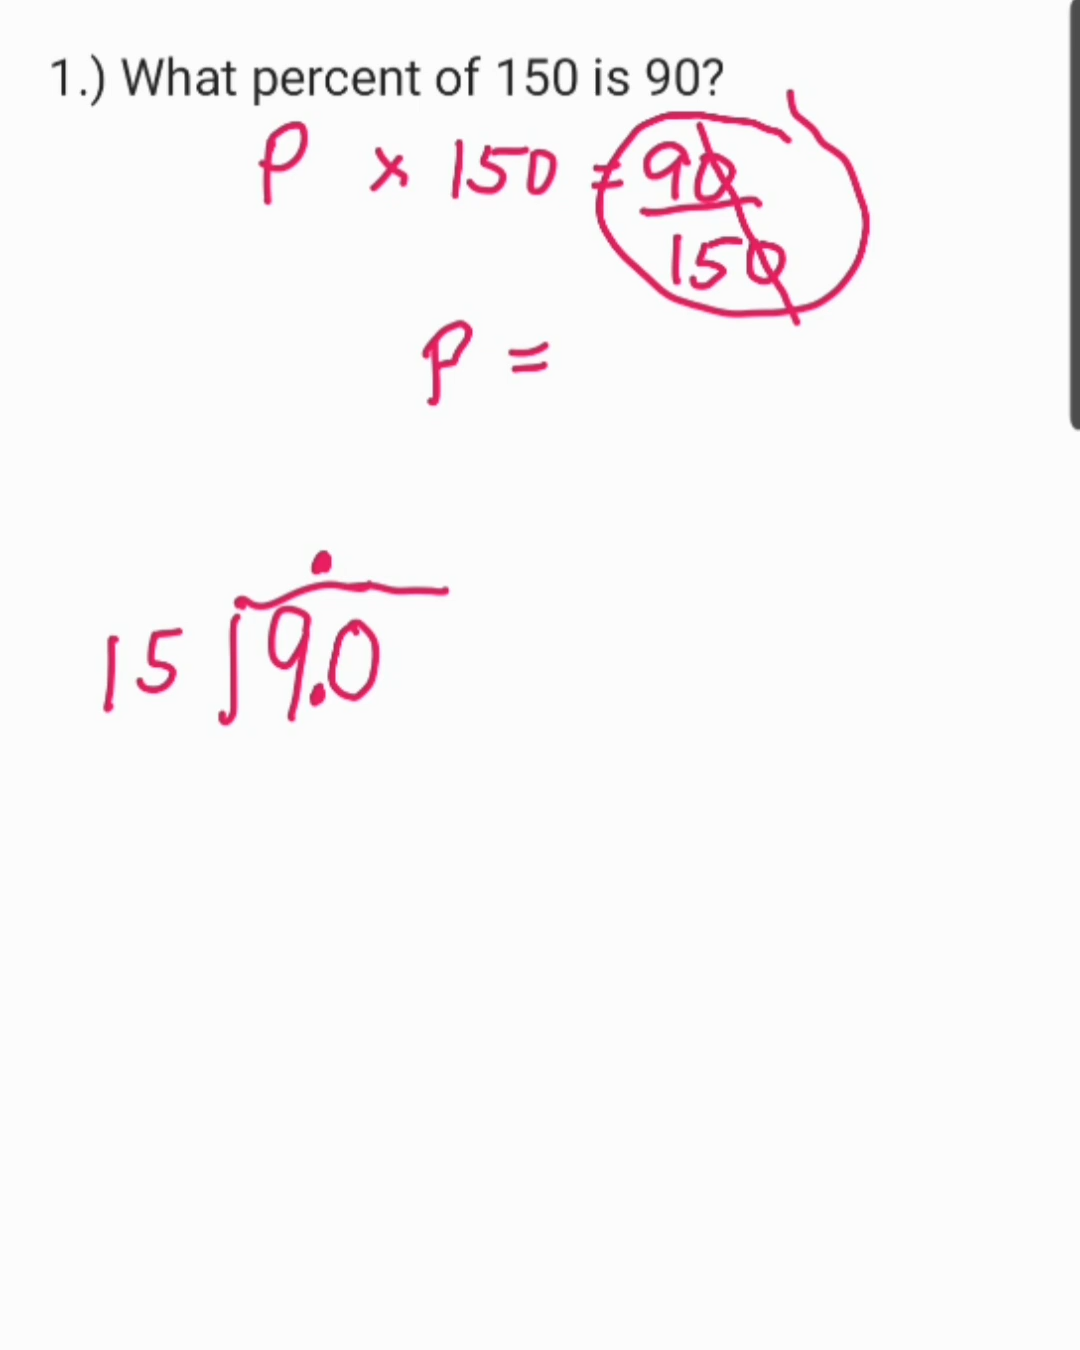 1.) What percent of 150 is 90?
P × 150 = 90
150
P =
15 9.0